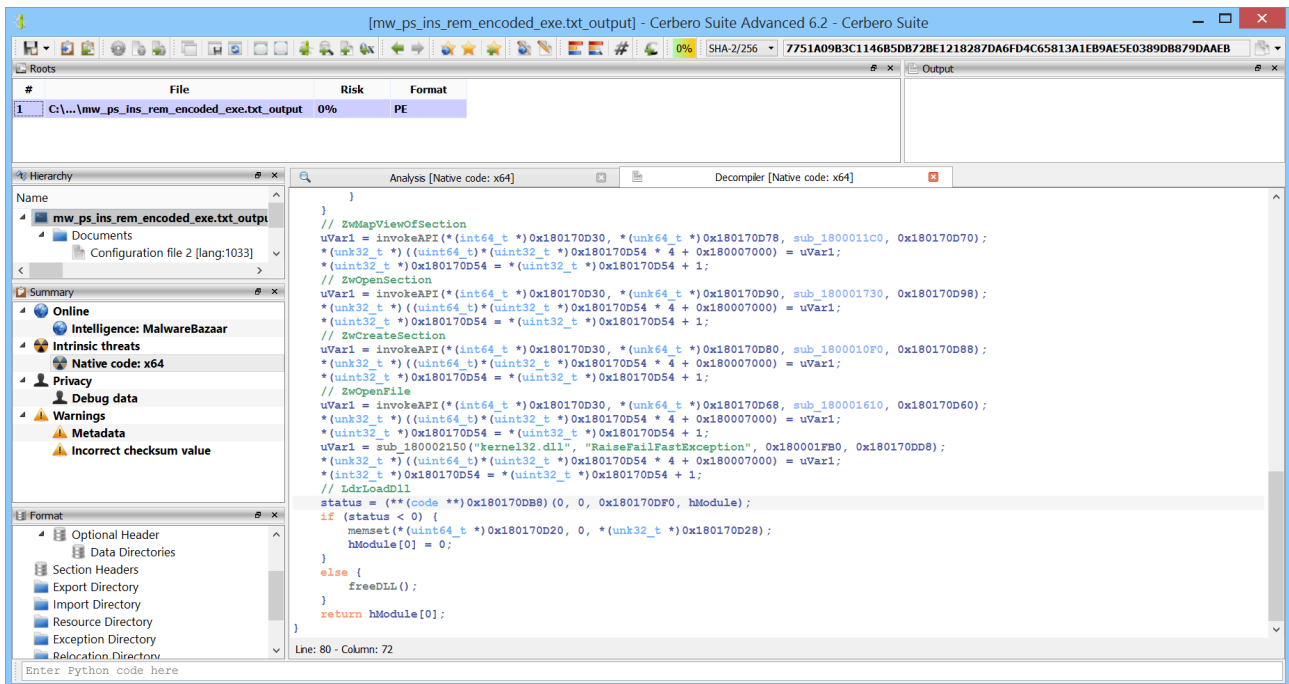 [mw_ps_ins_rem_encoded_exe.txt_output] - Cerbero Suite Advanced 6.2 - Cerbero Suite
0% SHA-2/256 7751A09B3C1146B5DB72BE1218287DA6FD4C65813A1EB9AE5E0389DB879DAAEB
Roots
# File Risk Format
1 C:\...\mw_ps_ins_rem_encoded_exe.txt_output 0% PE
Output
Hierarchy
Name
mw_ps_ins_rem_encoded_exe.txt_outpu
Documents
Configuration file 2 [lang:1033]
Summary
Online
Intelligence: MalwareBazaar
Intrinsic threats
Native code: x64
Privacy
Debug data
Warnings
Metadata
Incorrect checksum value
Format
Optional Header
Data Directories
Section Headers
Export Directory
Import Directory
Resource Directory
Exception Directory
Relocation Directory
Analysis [Native code: x64]
Decompiler [Native code: x64]
}
}
// ZwMapViewOfSection
uVar1 = invokeAPI(*(int64_t *)0x180170D30, *(unk64_t *)0x180170D78, sub_1800011C0, 0x180170D70);
*(unk32_t *)((uint64_t)*(uint32_t *)0x180170D54 * 4 + 0x180007000) = uVar1;
*(uint32_t *)0x180170D54 = *(uint32_t *)0x180170D54 + 1;
// ZwOpenSection
uVar1 = invokeAPI(*(int64_t *)0x180170D30, *(unk64_t *)0x180170D90, sub_180001730, 0x180170D98);
*(unk32_t *)((uint64_t)*(uint32_t *)0x180170D54 * 4 + 0x180007000) = uVar1;
*(uint32_t *)0x180170D54 = *(uint32_t *)0x180170D54 + 1;
// ZwCreateSection
uVar1 = invokeAPI(*(int64_t *)0x180170D30, *(unk64_t *)0x180170D80, sub_1800010F0, 0x180170D88);
*(unk32_t *)((uint64_t)*(uint32_t *)0x180170D54 * 4 + 0x180007000) = uVar1;
*(uint32_t *)0x180170D54 = *(uint32_t *)0x180170D54 + 1;
// ZwOpenFile
uVar1 = invokeAPI(*(int64_t *)0x180170D30, *(unk64_t *)0x180170D68, sub_180001610, 0x180170D60);
*(unk32_t *)((uint64_t)*(uint32_t *)0x180170D54 * 4 + 0x180007000) = uVar1;
*(uint32_t *)0x180170D54 = *(uint32_t *)0x180170D54 + 1;
uVar1 = sub_180002150("kernel32.dll", "RaiseFailFastException", 0x180001FB0, 0x180170DD8);
*(unk32_t *)((uint64_t)*(uint32_t *)0x180170D54 * 4 + 0x180007000) = uVar1;
*(int32_t *)0x180170D54 = *(uint32_t *)0x180170D54 + 1;
// LdrLoadDll
status = (**(code **)0x180170DB8)(0, 0, 0x180170DF0, hModule);
if (status < 0) {
memset(*(uint64_t *)0x180170D20, 0, *(unk32_t *)0x180170D28);
hModule[0] = 0;
}
else {
freeDLL();
}
return hModule[0];
}
Line: 80 - Column: 72
Enter Python code here